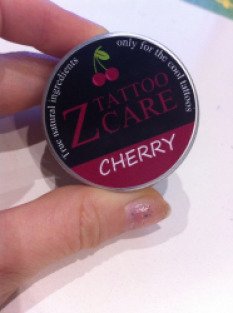 True natural ingredients
only for the cool tattoos
Z TATTOO
CARE
CHERRY